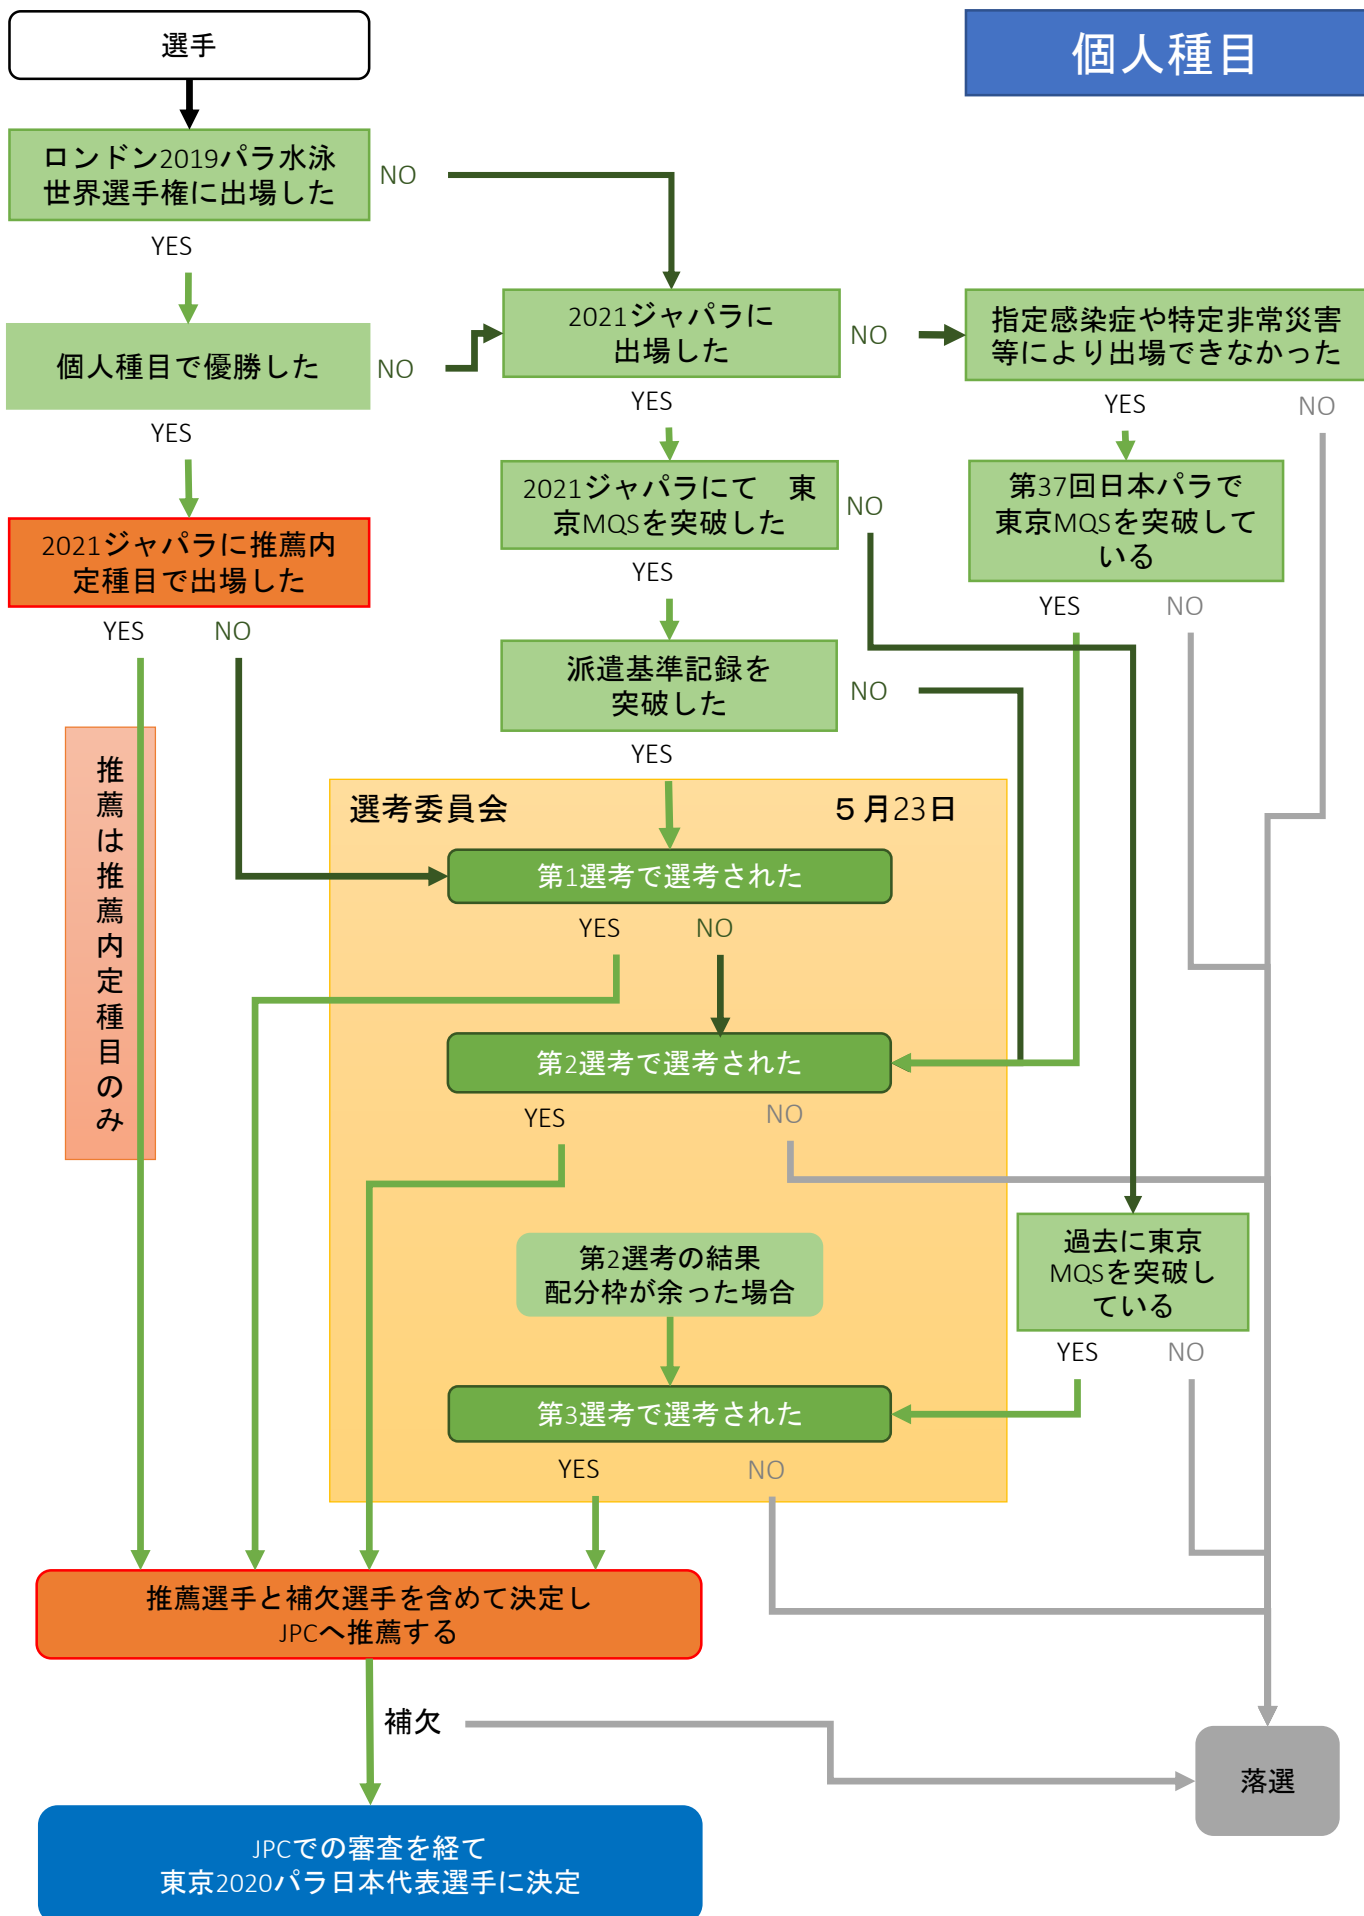 選手
個人種目
ロンドン2019パラ水泳
世界選手権に出場した
NO
YES
個人種目で優勝した
NO
YES
2021ジャパラに
出場した
NO
YES
指定感染症や特定非常災害
等により出場できなかった
YES
NO
2021ジャパラに推薦内
定種目で出場した
YES
NO
2021ジャパラにて　東
京MQSを突破した
NO
YES
第37回日本パラで
東京MQSを突破して
いる
YES
NO
派遣基準記録を
突破した
NO
YES
推薦は推薦内定種目のみ
選考委員会
５月23日
第1選考で選考された
YES
NO
第2選考で選考された
YES
NO
第2選考の結果
配分枠が余った場合
過去に東京
MQSを突破し
ている
YES
NO
第3選考で選考された
YES
NO
推薦選手と補欠選手を含めて決定し
JPCへ推薦する
補欠
落選
JPCでの審査を経て
東京2020パラ日本代表選手に決定